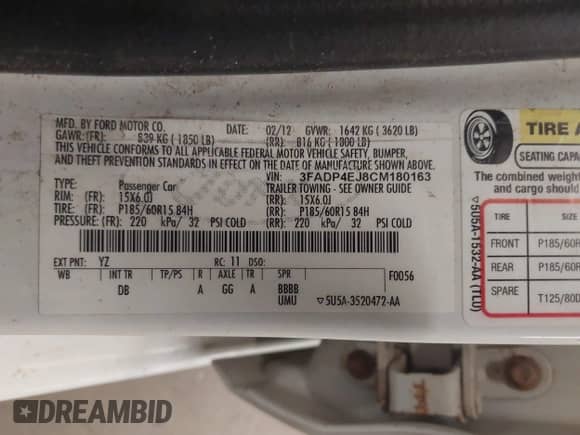 MFD. BY FORD MOTOR CO. DATE: 02/12 GVWR: 1642 KG (3620 LB)
GAWR: (FR): 839 KG (1850 LB) (RR): 816 KG (1800 LB)
THIS VEHICLE CONFORMS TO ALL APPLICABLE FEDERAL MOTOR VEHICLE SAFETY, BUMPER,
AND THEFT PREVENTION STANDARDS IN EFFECT ON THE DATE OF MANUFACTURE SHOWN ABOVE.
VIN: 3FADP4EJ8CM180163
TYPE: Passenger Car TRAILER TOWING - SEE OWNER GUIDE
RIM: (FR): 15X6.0J (RR): 15X6.0J
TIRE: (FR): P185/60R15 84H (RR): P185/60R15 84H
PRESSURE: (FR): 220 kPa/ 32 PSI COLD (RR): 220 kPa/ 32 PSI COLD
EXT PNT: YZ RC: 11 DSO: F0056
WB INT TR TP/PS R AXLE TR SPR
DB A GG A BBBB
UMU ▽5U5A-3520472-AA
▽5U5A-1532-AA (TLU)
TIRE A
SEATING CAPA
The combined weight
and cargo should
TIRE SIZE
FRONT P185/60R
REAR P185/60R
SPARE T125/80D
DREAMBID